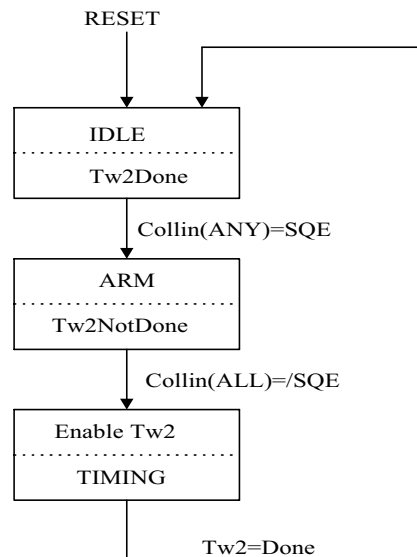 RESET
IDLE
Tw2Done
Collin(ANY)=SQE
ARM
Tw2NotDone
Collin(ALL)=/SQE
Enable Tw2
TIMING
Tw2=Done